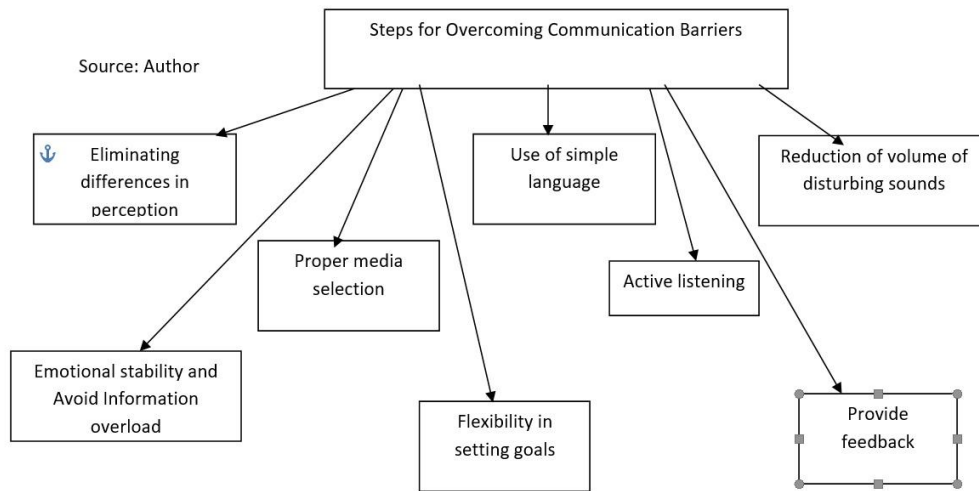 Steps for Overcoming Communication Barriers
Source: Author
Eliminating
differences in
perception
Use of simple
language
Reduction of volume of
disturbing sounds
Proper media
selection
Active listening
Emotional stability and
Avoid Information
overload
Flexibility in
setting goals
Provide
feedback